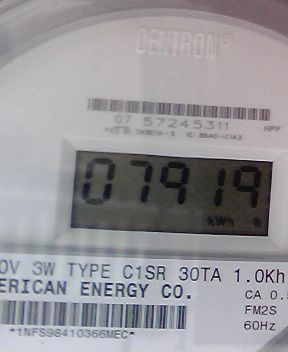 CENTRON®
07 57245311 HPP
07919
kWh R
0V 3W TYPE C1SR 30TA 1.0Kh
ERICAN ENERGY CO.
CA 0.
FM2S
60Hz
*1NFS98410366MEC*